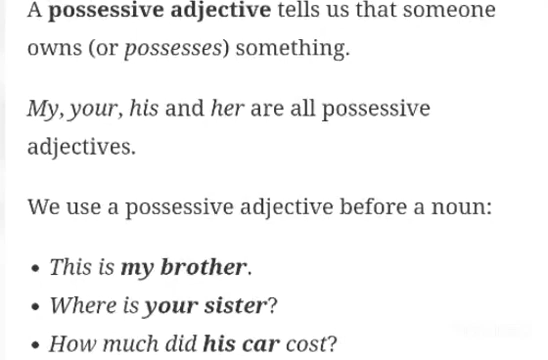 A possessive adjective tells us that someone
owns (or possesses) something.
My, your, his and her are all possessive
adjectives.
We use a possessive adjective before a noun:
• This is my brother.
• Where is your sister?
• How much did his car cost?